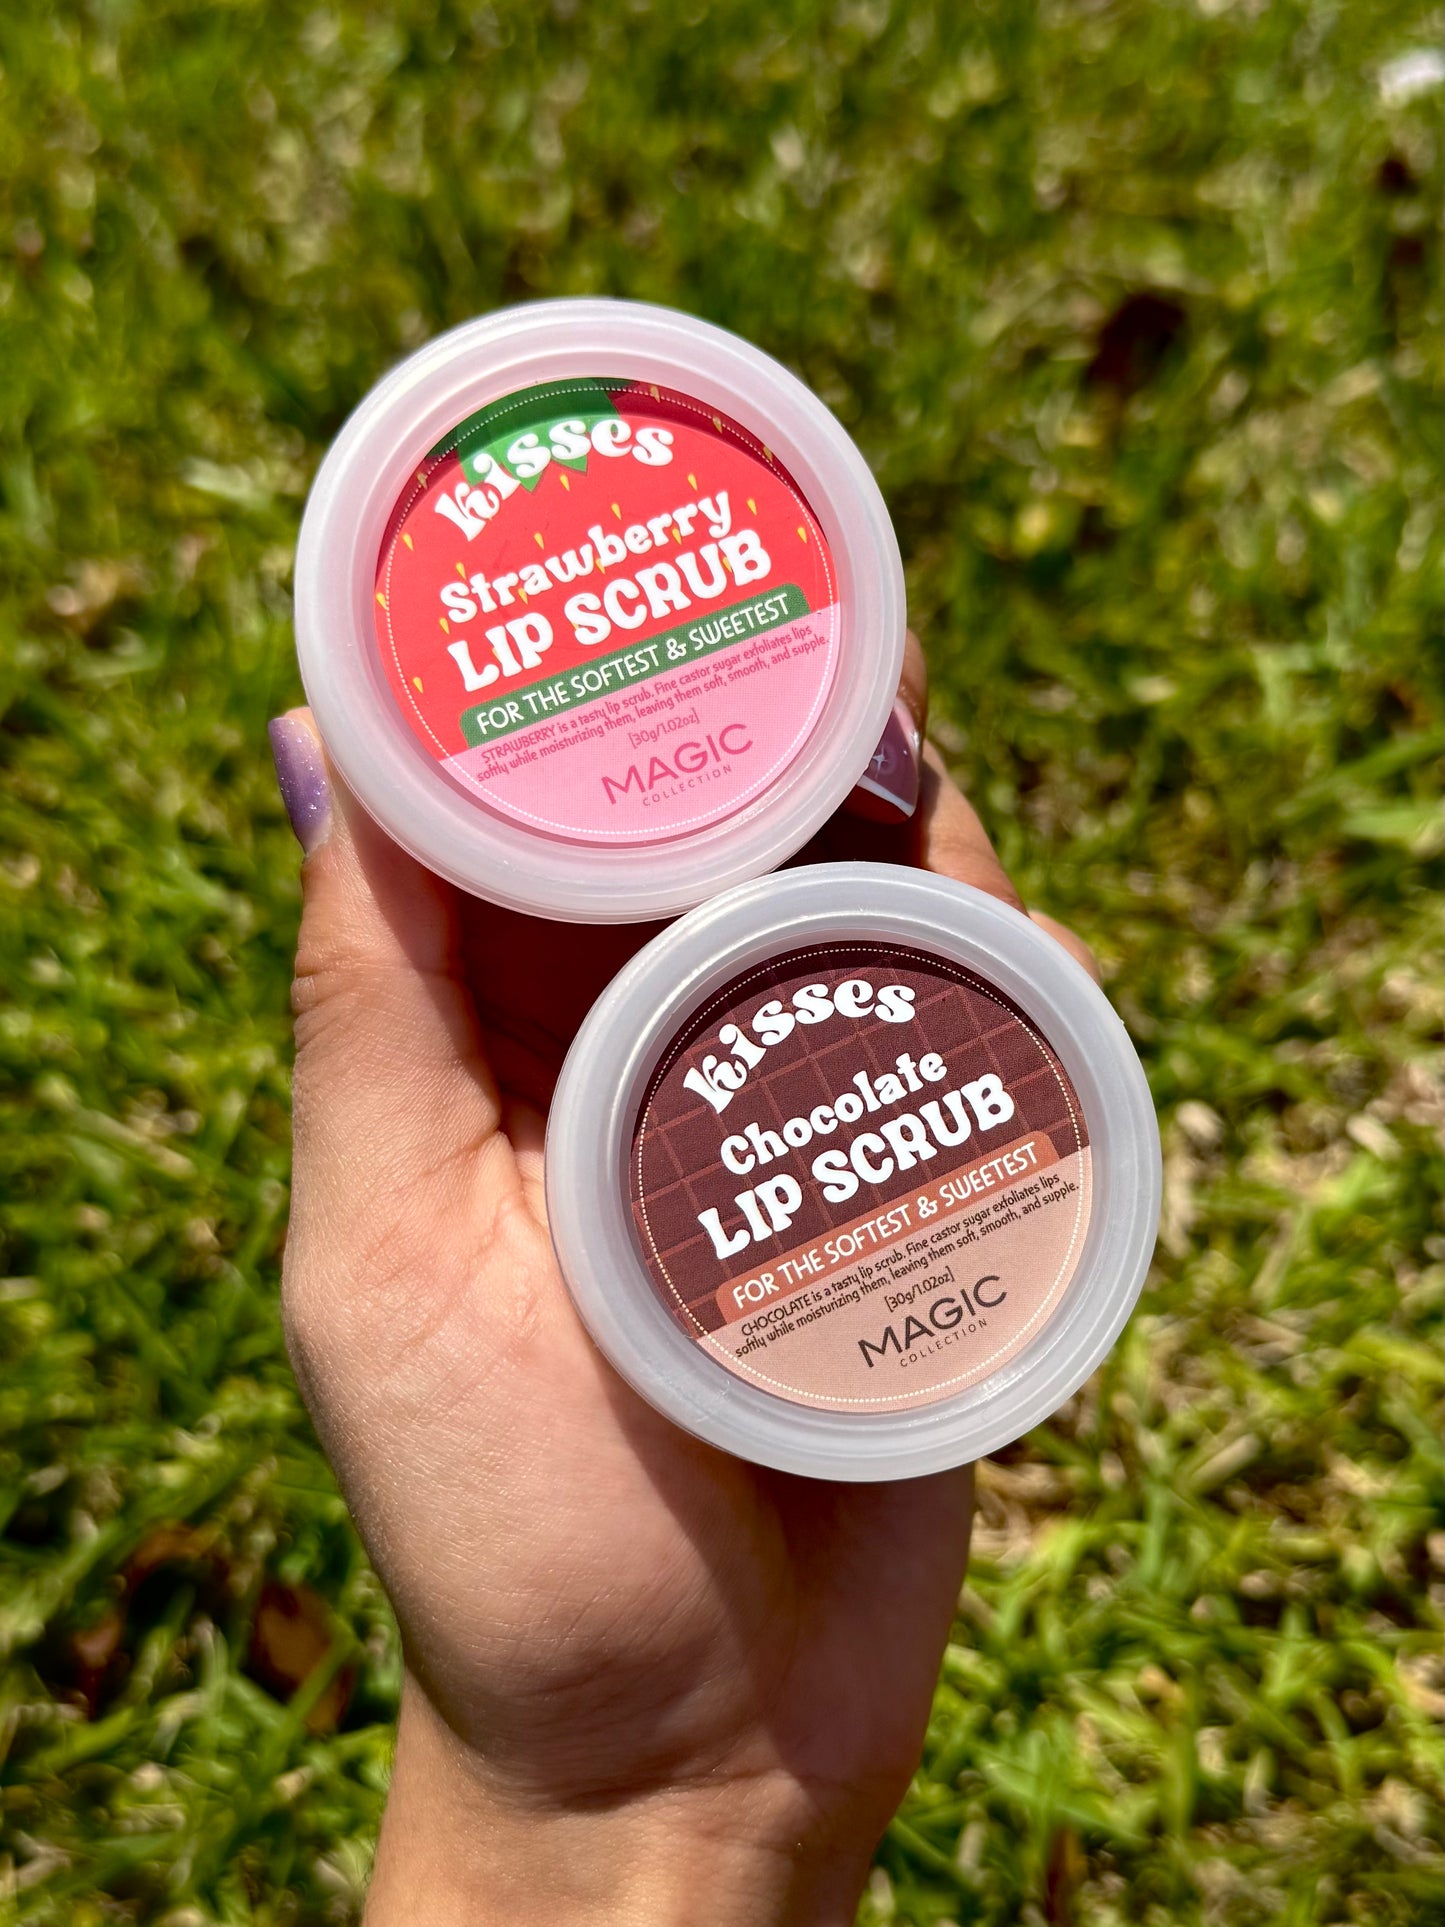 kisses
Strawberry
LIP SCRUB
FOR THE SOFTEST & SWEETEST
STRAWBERRY is a tasty lip scrub. Fine castor sugar exfoliates lips
softly while moisturizing them, leaving them soft, smooth, and supple.
[30g/1.02oz]
MAGIC
COLLECTION
kisses
Chocolate
LIP SCRUB
FOR THE SOFTEST & SWEETEST
CHOCOLATE is a tasty lip scrub. Fine castor sugar exfoliates lips
softly while moisturizing them, leaving them soft, smooth, and supple.
[30g/1.02oz]
MAGIC
COLLECTION